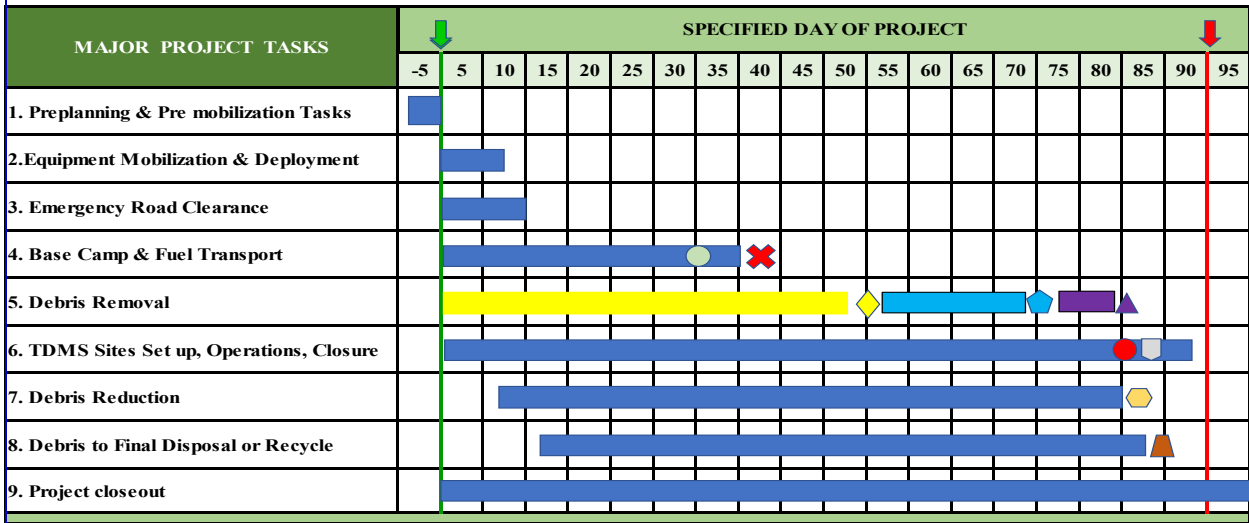 MAJOR PROJECT TASKS
SPECIFIED DAY OF PROJECT
-5 5 10 15 20 25 30 35 40 45 50 55 60 65 70 75 80 85 90 95
1. Preplanning & Pre mobilization Tasks
2.Equipment Mobilization & Deployment
3. Emergency Road Clearance
4. Base Camp & Fuel Transport
5. Debris Removal
6. TDMS Sites Set up, Operations, Closure
7. Debris Reduction
8. Debris to Final Disposal or Recycle
9. Project closeout